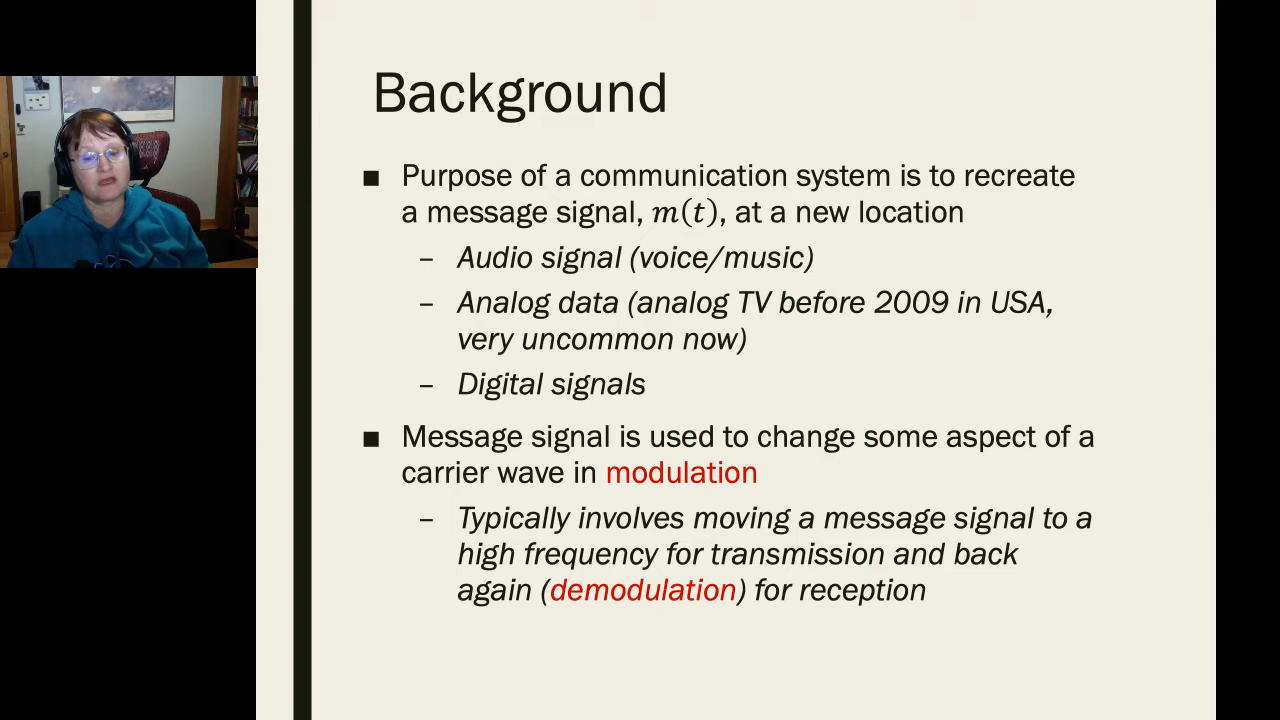 Background
■ Purpose of a communication system is to recreate
a message signal, m(t), at a new location
– Audio signal (voice/music)
– Analog data (analog TV before 2009 in USA,
very uncommon now)
– Digital signals
■ Message signal is used to change some aspect of a
carrier wave in modulation
– Typically involves moving a message signal to a
high frequency for transmission and back
again (demodulation) for reception